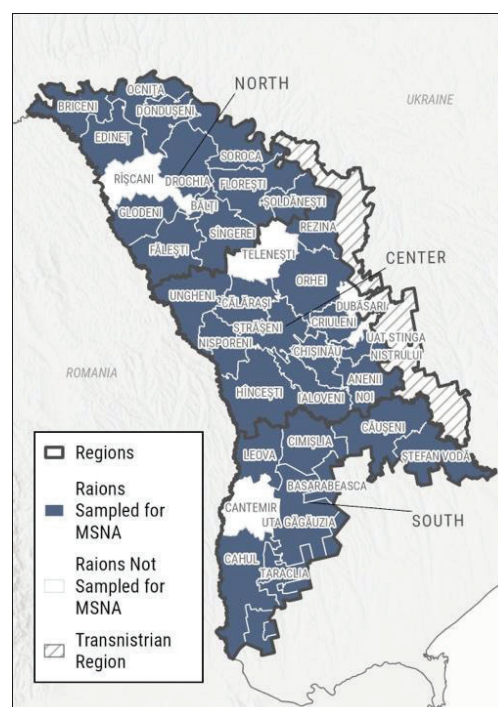 NORTH
UKRAINE
OCNIȚA
BRICENI
DONDUȘENI
EDINEȚ
SOROCA
RÎȘCANI
DROCHIA
FLOREȘTI
BĂLȚI
ȘOLDĂNEȘTI
GLODENI
REZINA
SÎNGEREI
FĂLEȘTI
TELENEȘTI
CENTER
ORHEI
UNGHENI
CĂLĂRAȘI
DUBĂSARI
CRIULENI
STRĂȘENI
UAT STINGA
NISTRULUI
NISPORENI
CHIȘINĂU
ROMANIA
ANENII
NOI
HÎNCEȘTI
IALOVENI
CĂUȘENI
CIMIȘLIA
LEOVA
ȘTEFAN VODĂ
BASARABEASCA
CANTEMIR
UTA GĂGĂUZIA
SOUTH
CAHUL
TARACLIA
Regions
Raions
Sampled for
MSNA
Raions Not
Sampled for
MSNA
Transnistrian
Region